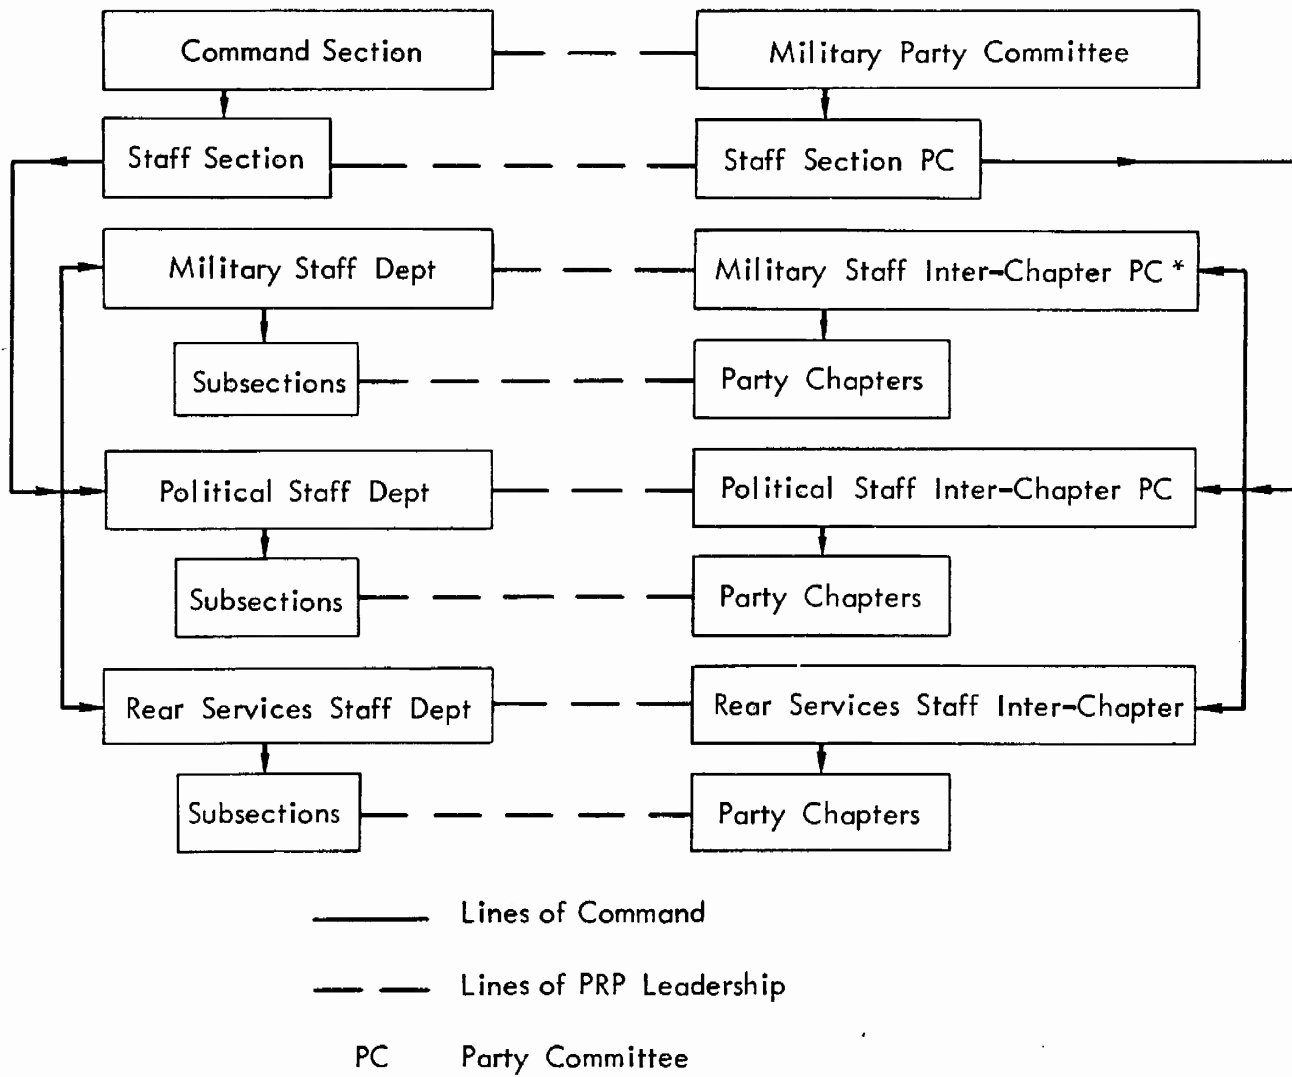 Command Section
Military Party Committee
Staff Section
Staff Section PC
Military Staff Dept
Military Staff Inter-Chapter PC*
Subsections
Party Chapters
Political Staff Dept
Political Staff Inter-Chapter PC
Subsections
Party Chapters
Rear Services Staff Dept
Rear Services Staff Inter-Chapter
Subsections
Party Chapters
Lines of Command
Lines of PRP Leadership
PC Party Committee